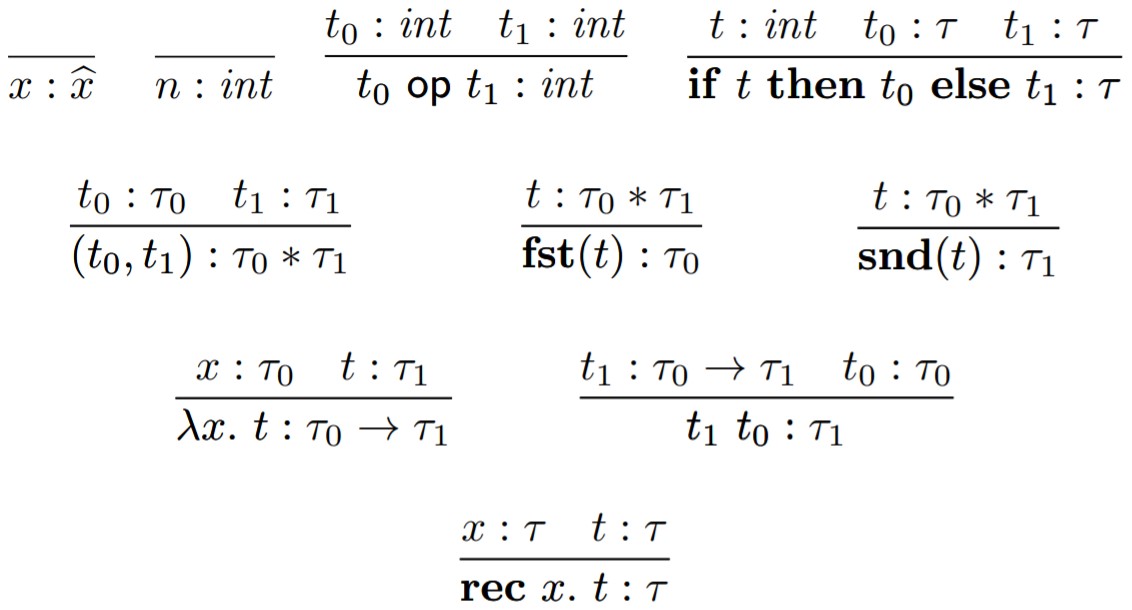 t₀ : int t₁ : int t : int t₀ : τ t₁ : τ
x : x̂ n : int t₀ op t₁ : int if t then t₀ else t₁ : τ
t₀ : τ₀ t₁ : τ₁ t : τ₀ ∗ τ₁ t : τ₀ ∗ τ₁
(t₀, t₁) : τ₀ ∗ τ₁ fst(t) : τ₀ snd(t) : τ₁
x : τ₀ t : τ₁ t₁ : τ₀ → τ₁ t₀ : τ₀
λx. t : τ₀ → τ₁ t₁ t₀ : τ₁
x : τ t : τ
rec x. t : τ